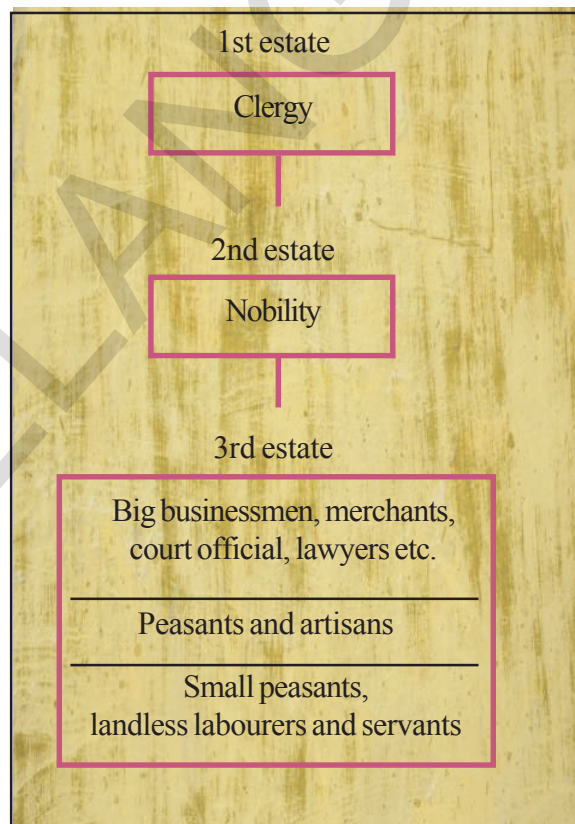 1st estate
Clergy
2nd estate
Nobility
3rd estate
Big businessmen, merchants,
court official, lawyers etc.
Peasants and artisans
Small peasants,
landless labourers and servants